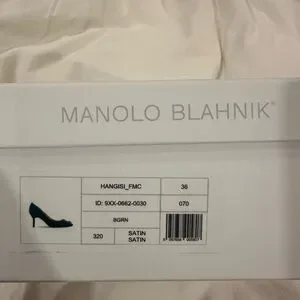 MANOLO BLAHNIK®
HANGISI_FMC 36
ID: 9XX-0662-0030 070
BGRN
320 SATIN
SATIN